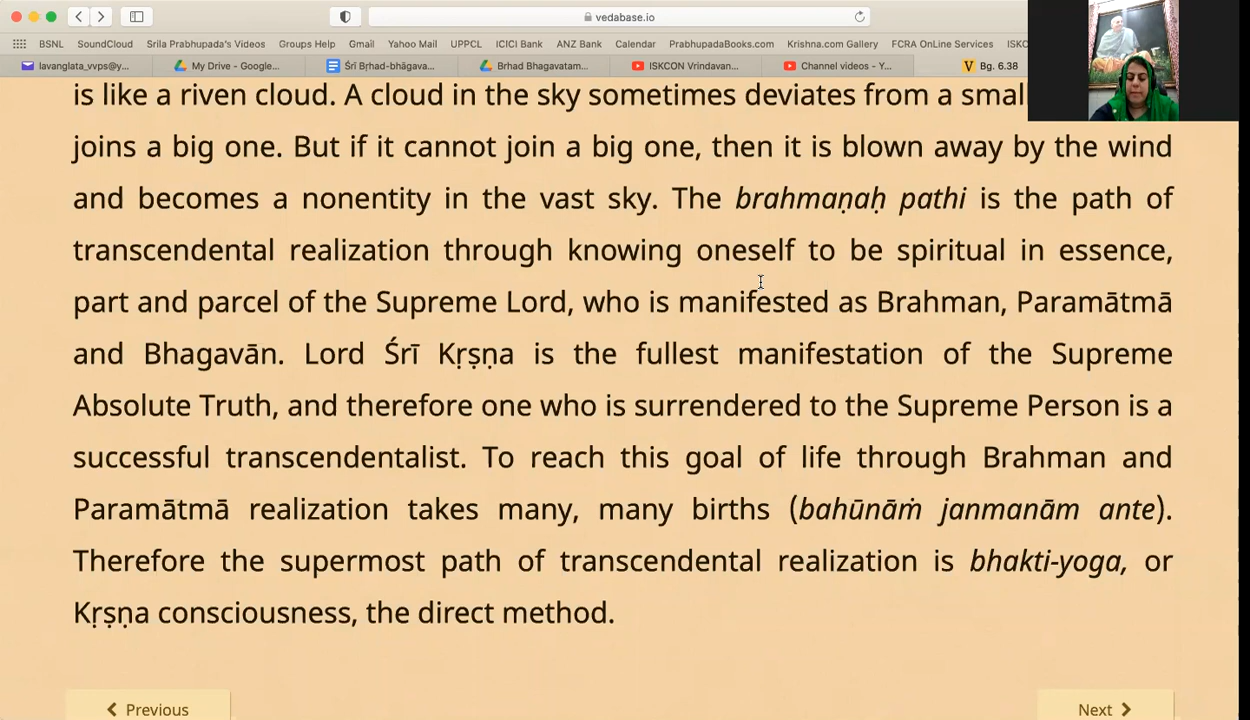 vedabase.io
BSNL SoundCloud Srila Prabhupada's Videos Groups Help Gmail Yahoo Mail UPPCL ICICI Bank ANZ Bank Calendar PrabhupadaBooks.com Krishna.com Gallery FCRA OnLine Services ISKC
lavanglata_vvps@y... My Drive - Google... Śrī Bṛhad-bhāgava... Brhad Bhagavatam... ISKCON Vrindavan... Channel videos - Y... Bg. 6.38
is like a riven cloud. A cloud in the sky sometimes deviates from a small
joins a big one. But if it cannot join a big one, then it is blown away by the wind
and becomes a nonentity in the vast sky. The brahmaṇaḥ pathi is the path of
transcendental realization through knowing oneself to be spiritual in essence,
part and parcel of the Supreme Lord, who is manifested as Brahman, Paramātmā
and Bhagavān. Lord Śrī Kṛṣṇa is the fullest manifestation of the Supreme
Absolute Truth, and therefore one who is surrendered to the Supreme Person is a
successful transcendentalist. To reach this goal of life through Brahman and
Paramātmā realization takes many, many births (bahūnāṁ janmanām ante).
Therefore the supermost path of transcendental realization is bhakti-yoga, or
Kṛṣṇa consciousness, the direct method.
Previous Next